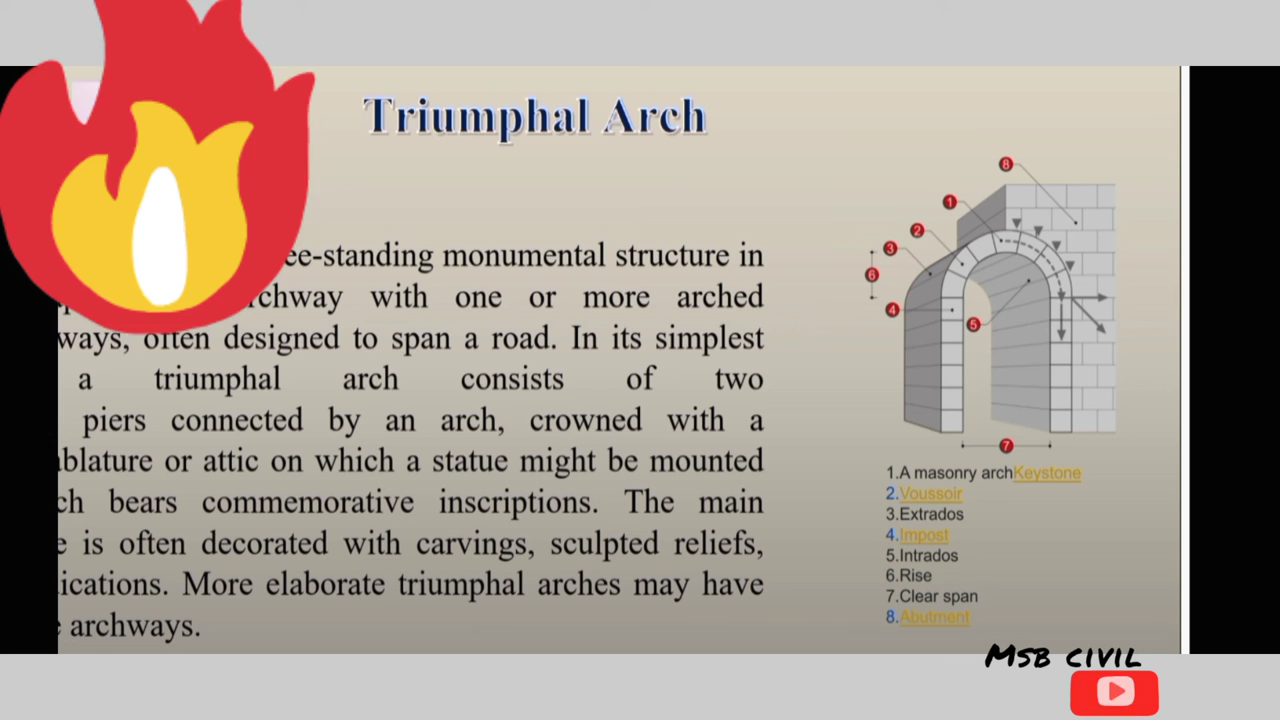 Triumphal Arch
ee-standing monumental structure in
chway with one or more arched
ways, often designed to span a road. In its simplest
a triumphal arch consists of two
piers connected by an arch, crowned with a
ablature or attic on which a statue might be mounted
ch bears commemorative inscriptions. The main
e is often decorated with carvings, sculpted reliefs,
ications. More elaborate triumphal arches may have
archways.
8
1
2
3
6
4
5
7
1.A masonry archKeystone
2.Voussoir
3.Extrados
4.Impost
5.Intrados
6.Rise
7.Clear span
8.Abutment
MSB CIVIL